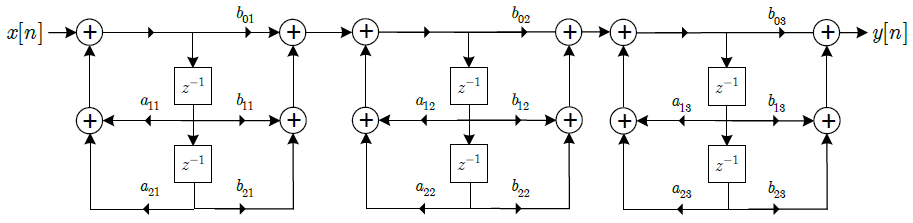 b₀₁ b₀₂ b₀₃
x[n] + + + + + + y[n]
z⁻¹ z⁻¹ z⁻¹
a₁₁ b₁₁ a₁₂ b₁₂ a₁₃ b₁₃
+ + + + + +
z⁻¹ z⁻¹ z⁻¹
a₂₁ b₂₁ a₂₂ b₂₂ a₂₃ b₂₃